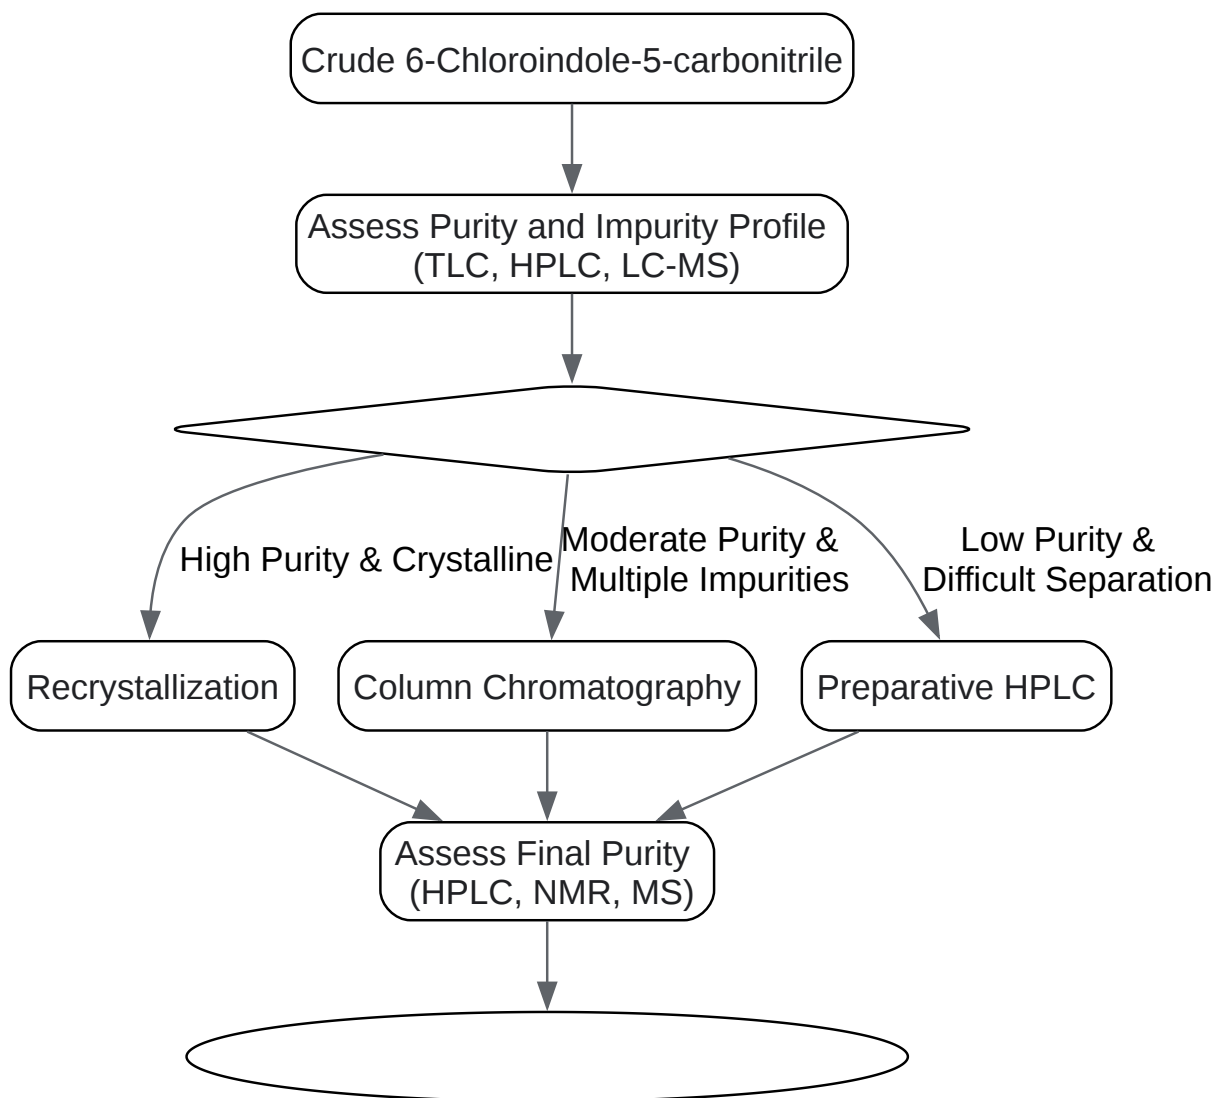 Crude 6-Chloroindole-5-carbonitrile
Assess Purity and Impurity Profile
(TLC, HPLC, LC-MS)
High Purity & Crystalline
Moderate Purity &
Multiple Impurities
Low Purity &
Difficult Separation
Recrystallization
Column Chromatography
Preparative HPLC
Assess Final Purity
(HPLC, NMR, MS)